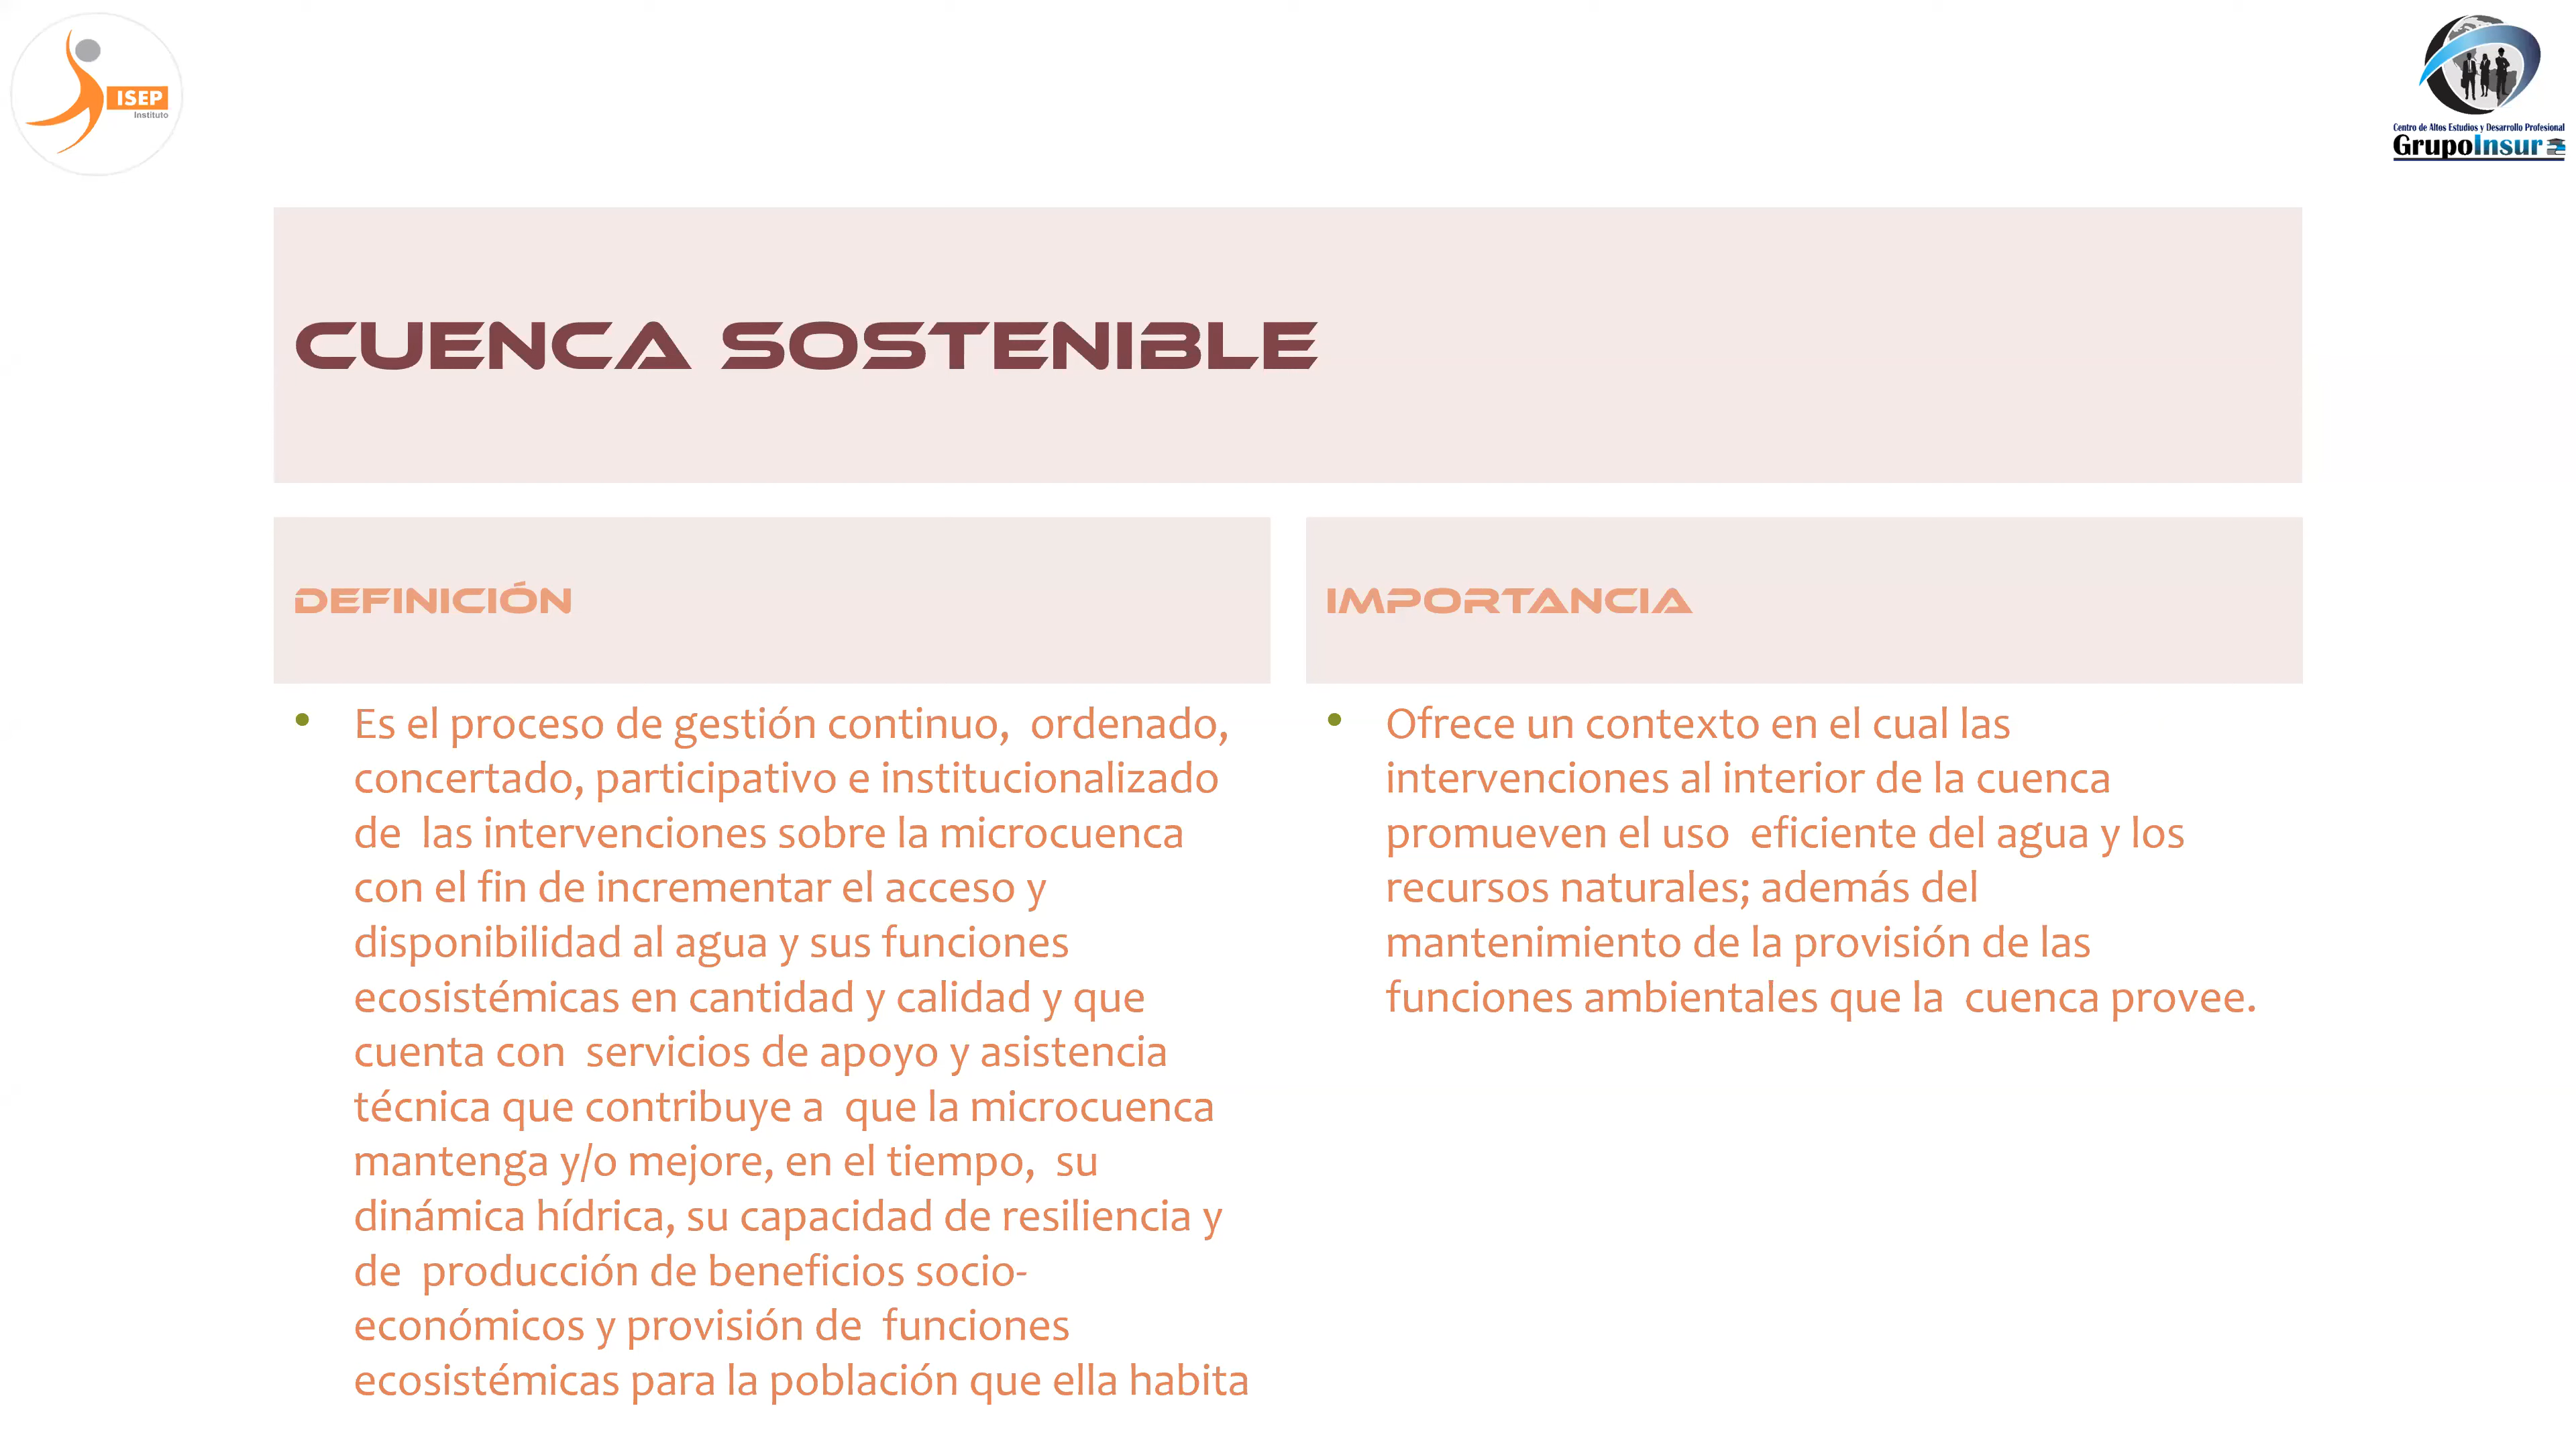 ISEP
Instituto
Centro de Altos Estudios y Desarrollo Profesional
GrupoInsur
CUENCA SOSTENIBLE
DEFINICIÓN
• Es el proceso de gestión continuo, ordenado,
concertado, participativo e institucionalizado
de las intervenciones sobre la microcuenca
con el fin de incrementar el acceso y
disponibilidad al agua y sus funciones
ecosistémicas en cantidad y calidad y que
cuenta con servicios de apoyo y asistencia
técnica que contribuye a que la microcuenca
mantenga y/o mejore, en el tiempo, su
dinámica hídrica, su capacidad de resiliencia y
de producción de beneficios socio-
económicos y provisión de funciones
ecosistémicas para la población que ella habita
IMPORTANCIA
• Ofrece un contexto en el cual las
intervenciones al interior de la cuenca
promueven el uso eficiente del agua y los
recursos naturales; además del
mantenimiento de la provisión de las
funciones ambientales que la cuenca provee.